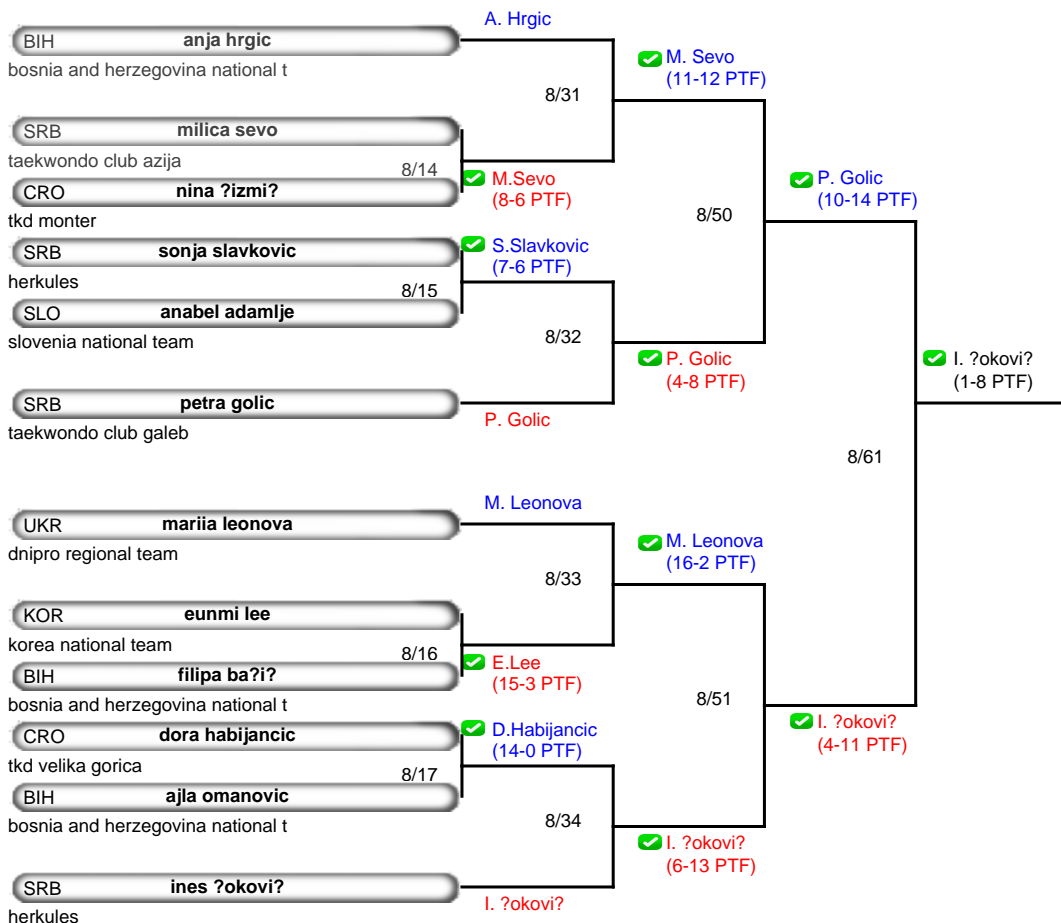 A. Hrgic
BIH anja hrgic
bosnia and herzegovina national t
M. Sevo
(11-12 PTF)
8/31
SRB milica sevo
taekwondo club azija
8/14
M.Sevo
(8-6 PTF)
CRO nina ?izmi?
tkd monter
P. Golic
(10-14 PTF)
8/50
SRB sonja slavkovic
herkules
S.Slavkovic
(7-6 PTF)
8/15
SLO anabel adamlje
slovenia national team
8/32
P. Golic
(4-8 PTF)
SRB petra golic
taekwondo club galeb
P. Golic
I. ?okovi?
(1-8 PTF)
8/61
M. Leonova
UKR mariia leonova
dnipro regional team
M. Leonova
(16-2 PTF)
8/33
KOR eunmi lee
korea national team
8/16
E.Lee
(15-3 PTF)
BIH filipa ba?i?
bosnia and herzegovina national t
8/51
I. ?okovi?
(4-11 PTF)
CRO dora habijancic
tkd velika gorica
D.Habijancic
(14-0 PTF)
8/17
BIH ajla omanovic
bosnia and herzegovina national t
8/34
I. ?okovi?
(6-13 PTF)
SRB ines ?okovi?
herkules
I. ?okovi?